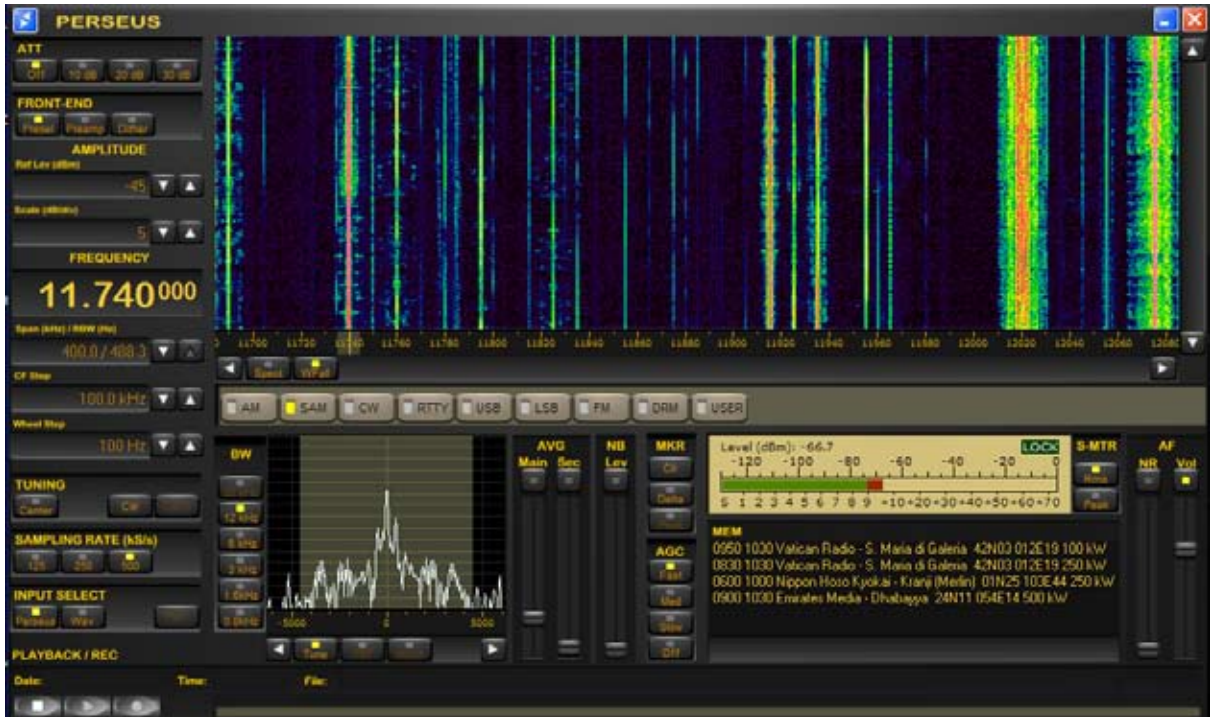 PERSEUS
ATT
Off 10 dB 20 dB 30 dB
FRONT-END
Presel Preamp Dither
AMPLITUDE
Ref Lev (dBm)
-45
Scale (dB/div)
5
FREQUENCY
11.740000
Span (kHz) / RBW (Hz)
400.0 / 488.3
CF Step
100.0 kHz
Wheel Step
100 Hz
TUNING
Center Car
SAMPLING RATE (kS/s)
125 250 500
INPUT SELECT
Perseus Wav
PLAYBACK / REC
Date: Time: File:
11700 11720 11740 11760 11780 11800 11820 11840 11860 11880 11900 11920 11940 11960 11980 12000 12020 12040 12060 12080
Spect WFall
AM SAM CW RTTY USB LSB FM DRM USER
BW
12 kHz
6 kHz
3 kHz
1.6kHz
0.8kHz
-5000 0 5000
Tune
AVG
Main Sec
NB
Lev
MKR
Clr
Delta
AGC
Fast
Med
Slow
Off
Level (dBm): -66.7 LOCK
-120 -100 -80 -60 -40 -20 0
S 1 2 3 4 5 6 7 8 9 +10+20+30+40+50+60+70
S-MTR
Rms
Peak
MEM
0950 1030 Vatican Radio - S. Maria di Galeria 42N03 012E19 100 kW
0830 1030 Vatican Radio - S. Maria di Galeria 42N03 012E19 250 kW
0600 1000 Nippon Hoso Kyokai - Kranji (Merlin) 01N25 103E44 250 kW
0900 1030 Emirates Media - Dhabayya 24N11 054E14 500 kW
AF
NR Vol